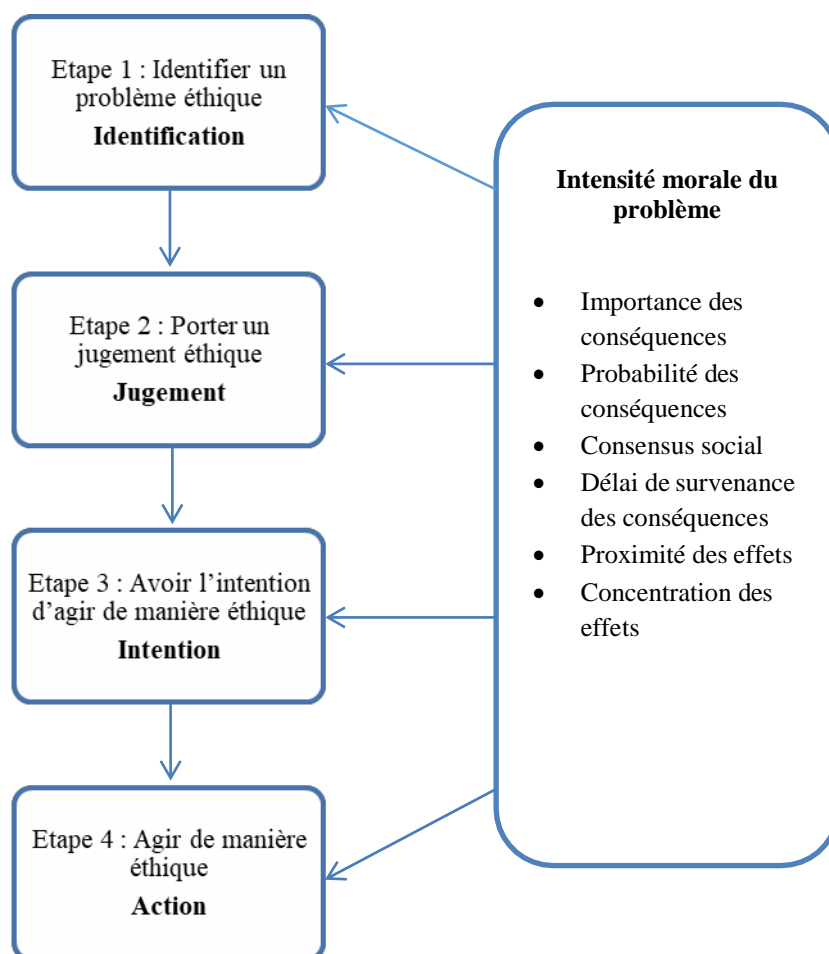 Etape 1 : Identifier un
problème éthique
Identification
Etape 2 : Porter un
jugement éthique
Jugement
Etape 3 : Avoir l’intention
d’agir de manière éthique
Intention
Etape 4 : Agir de manière
éthique
Action
Intensité morale du
problème
• Importance des
conséquences
• Probabilité des
conséquences
• Consensus social
• Délai de survenance
des conséquences
• Proximité des effets
• Concentration des
effets